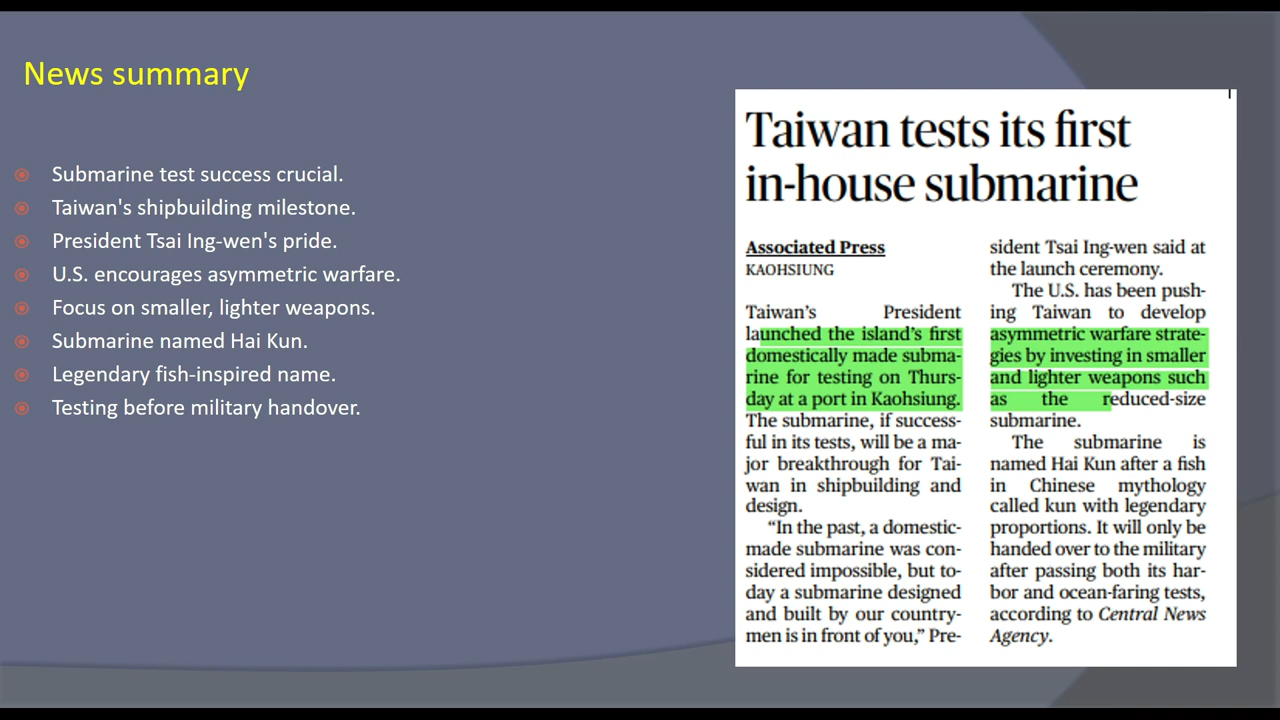 News summary
Submarine test success crucial.
Taiwan's shipbuilding milestone.
President Tsai Ing-wen's pride.
U.S. encourages asymmetric warfare.
Focus on smaller, lighter weapons.
Submarine named Hai Kun.
Legendary fish-inspired name.
Testing before military handover.
Taiwan tests its first
in-house submarine
Associated Press
KAOHSIUNG
Taiwan’s President
launched the island’s first
domestically made subma-
rine for testing on Thurs-
day at a port in Kaohsiung.
The submarine, if success-
ful in its tests, will be a ma-
jor breakthrough for Tai-
wan in shipbuilding and
design.
“In the past, a domestic-
made submarine was con-
sidered impossible, but to-
day a submarine designed
and built by our country-
men is in front of you,” Pre-
sident Tsai Ing-wen said at
the launch ceremony.
The U.S. has been push-
ing Taiwan to develop
asymmetric warfare strate-
gies by investing in smaller
and lighter weapons such
as the reduced-size
submarine.
The submarine is
named Hai Kun after a fish
in Chinese mythology
called kun with legendary
proportions. It will only be
handed over to the military
after passing both its har-
bor and ocean-faring tests,
according to Central News
Agency.